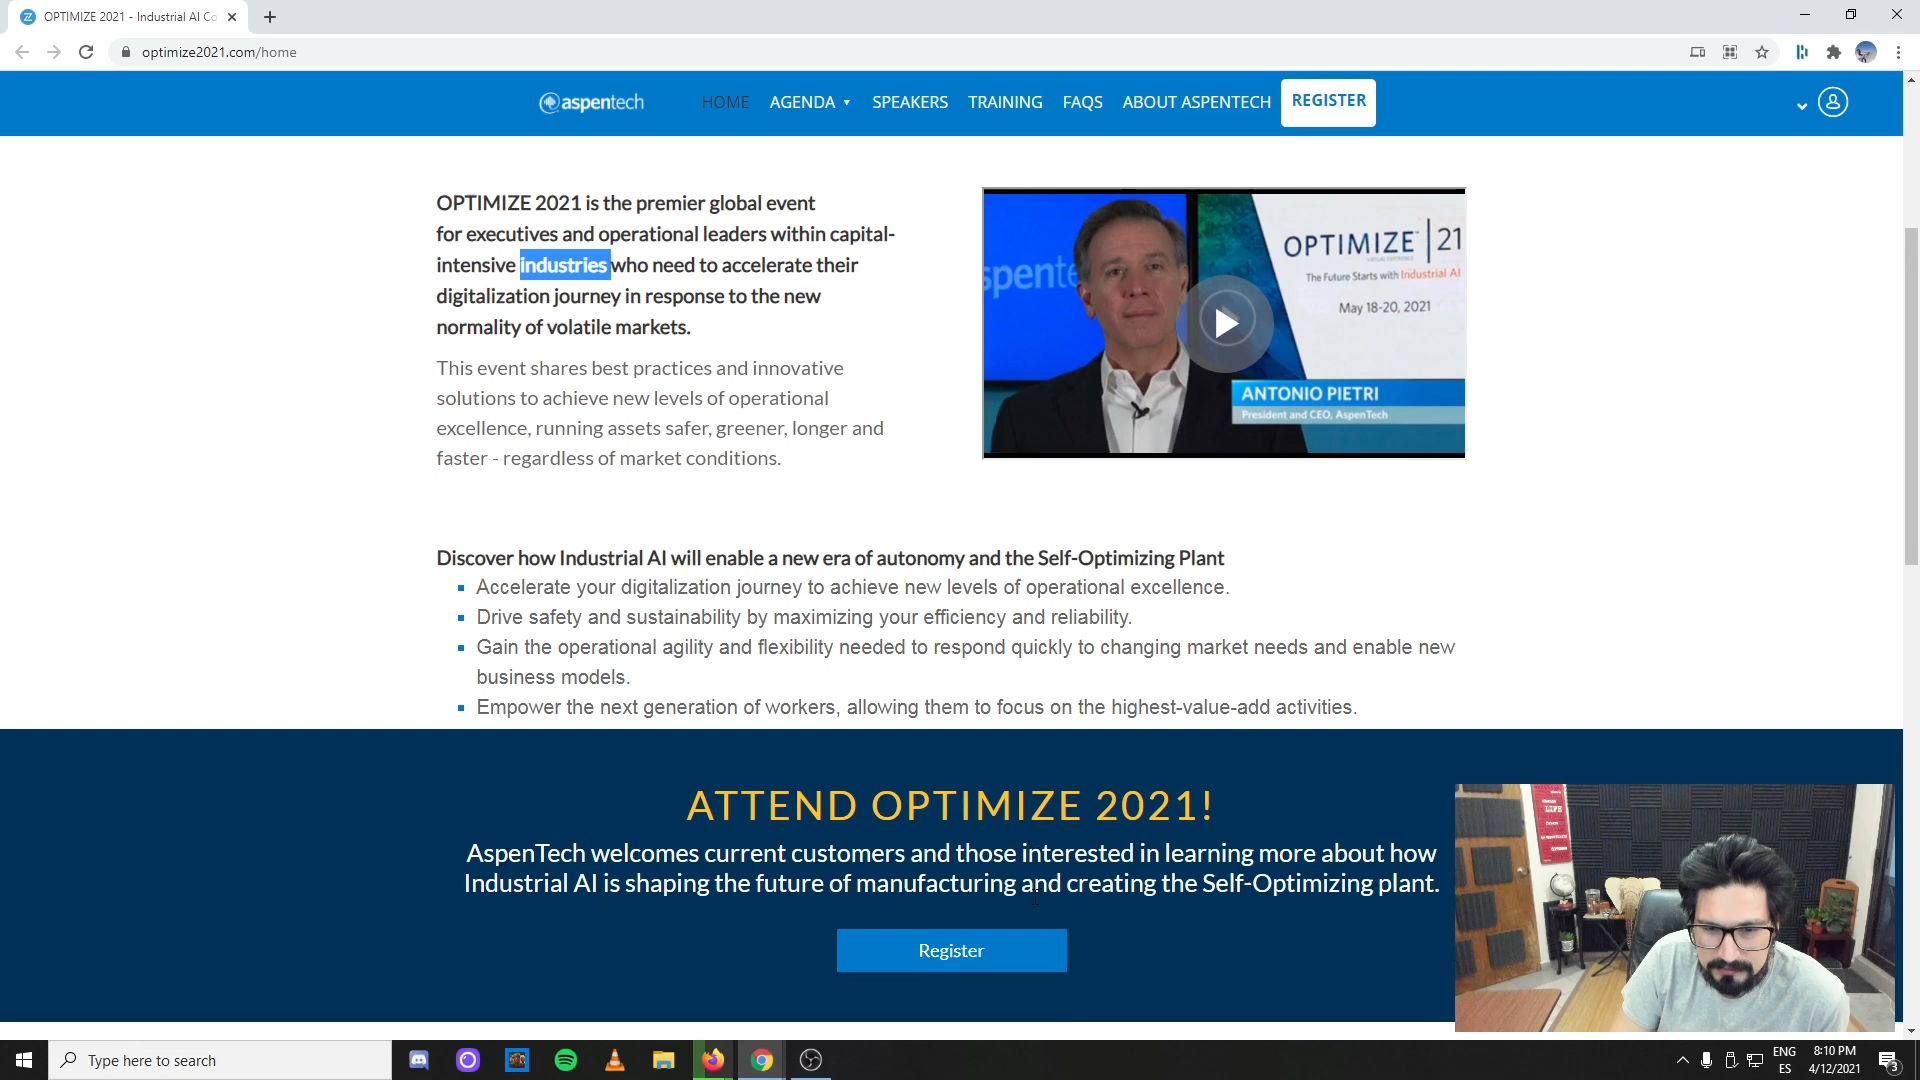 OPTIMIZE 2021 - Industrial AI Co
optimize2021.com/home
aspentech
HOME
AGENDA
SPEAKERS
TRAINING
FAQS
ABOUT ASPENTECH
REGISTER
OPTIMIZE 2021 is the premier global event
for executives and operational leaders within capital-
intensive industries who need to accelerate their
digitalization journey in response to the new
normality of volatile markets.
This event shares best practices and innovative
solutions to achieve new levels of operational
excellence, running assets safer, greener, longer and
faster - regardless of market conditions.
spente
OPTIMIZE 21
VIRTUAL EXPERIENCE
The Future Starts with Industrial AI
May 18-20, 2021
ANTONIO PIETRI
President and CEO, AspenTech
Discover how Industrial AI will enable a new era of autonomy and the Self-Optimizing Plant
Accelerate your digitalization journey to achieve new levels of operational excellence.
Drive safety and sustainability by maximizing your efficiency and reliability.
Gain the operational agility and flexibility needed to respond quickly to changing market needs and enable new
business models.
Empower the next generation of workers, allowing them to focus on the highest-value-add activities.
ATTEND OPTIMIZE 2021!
AspenTech welcomes current customers and those interested in learning more about how
Industrial AI is shaping the future of manufacturing and creating the Self-Optimizing plant.
Register
LIFE
Type here to search
ENG
ES
8:10 PM
4/12/2021
3